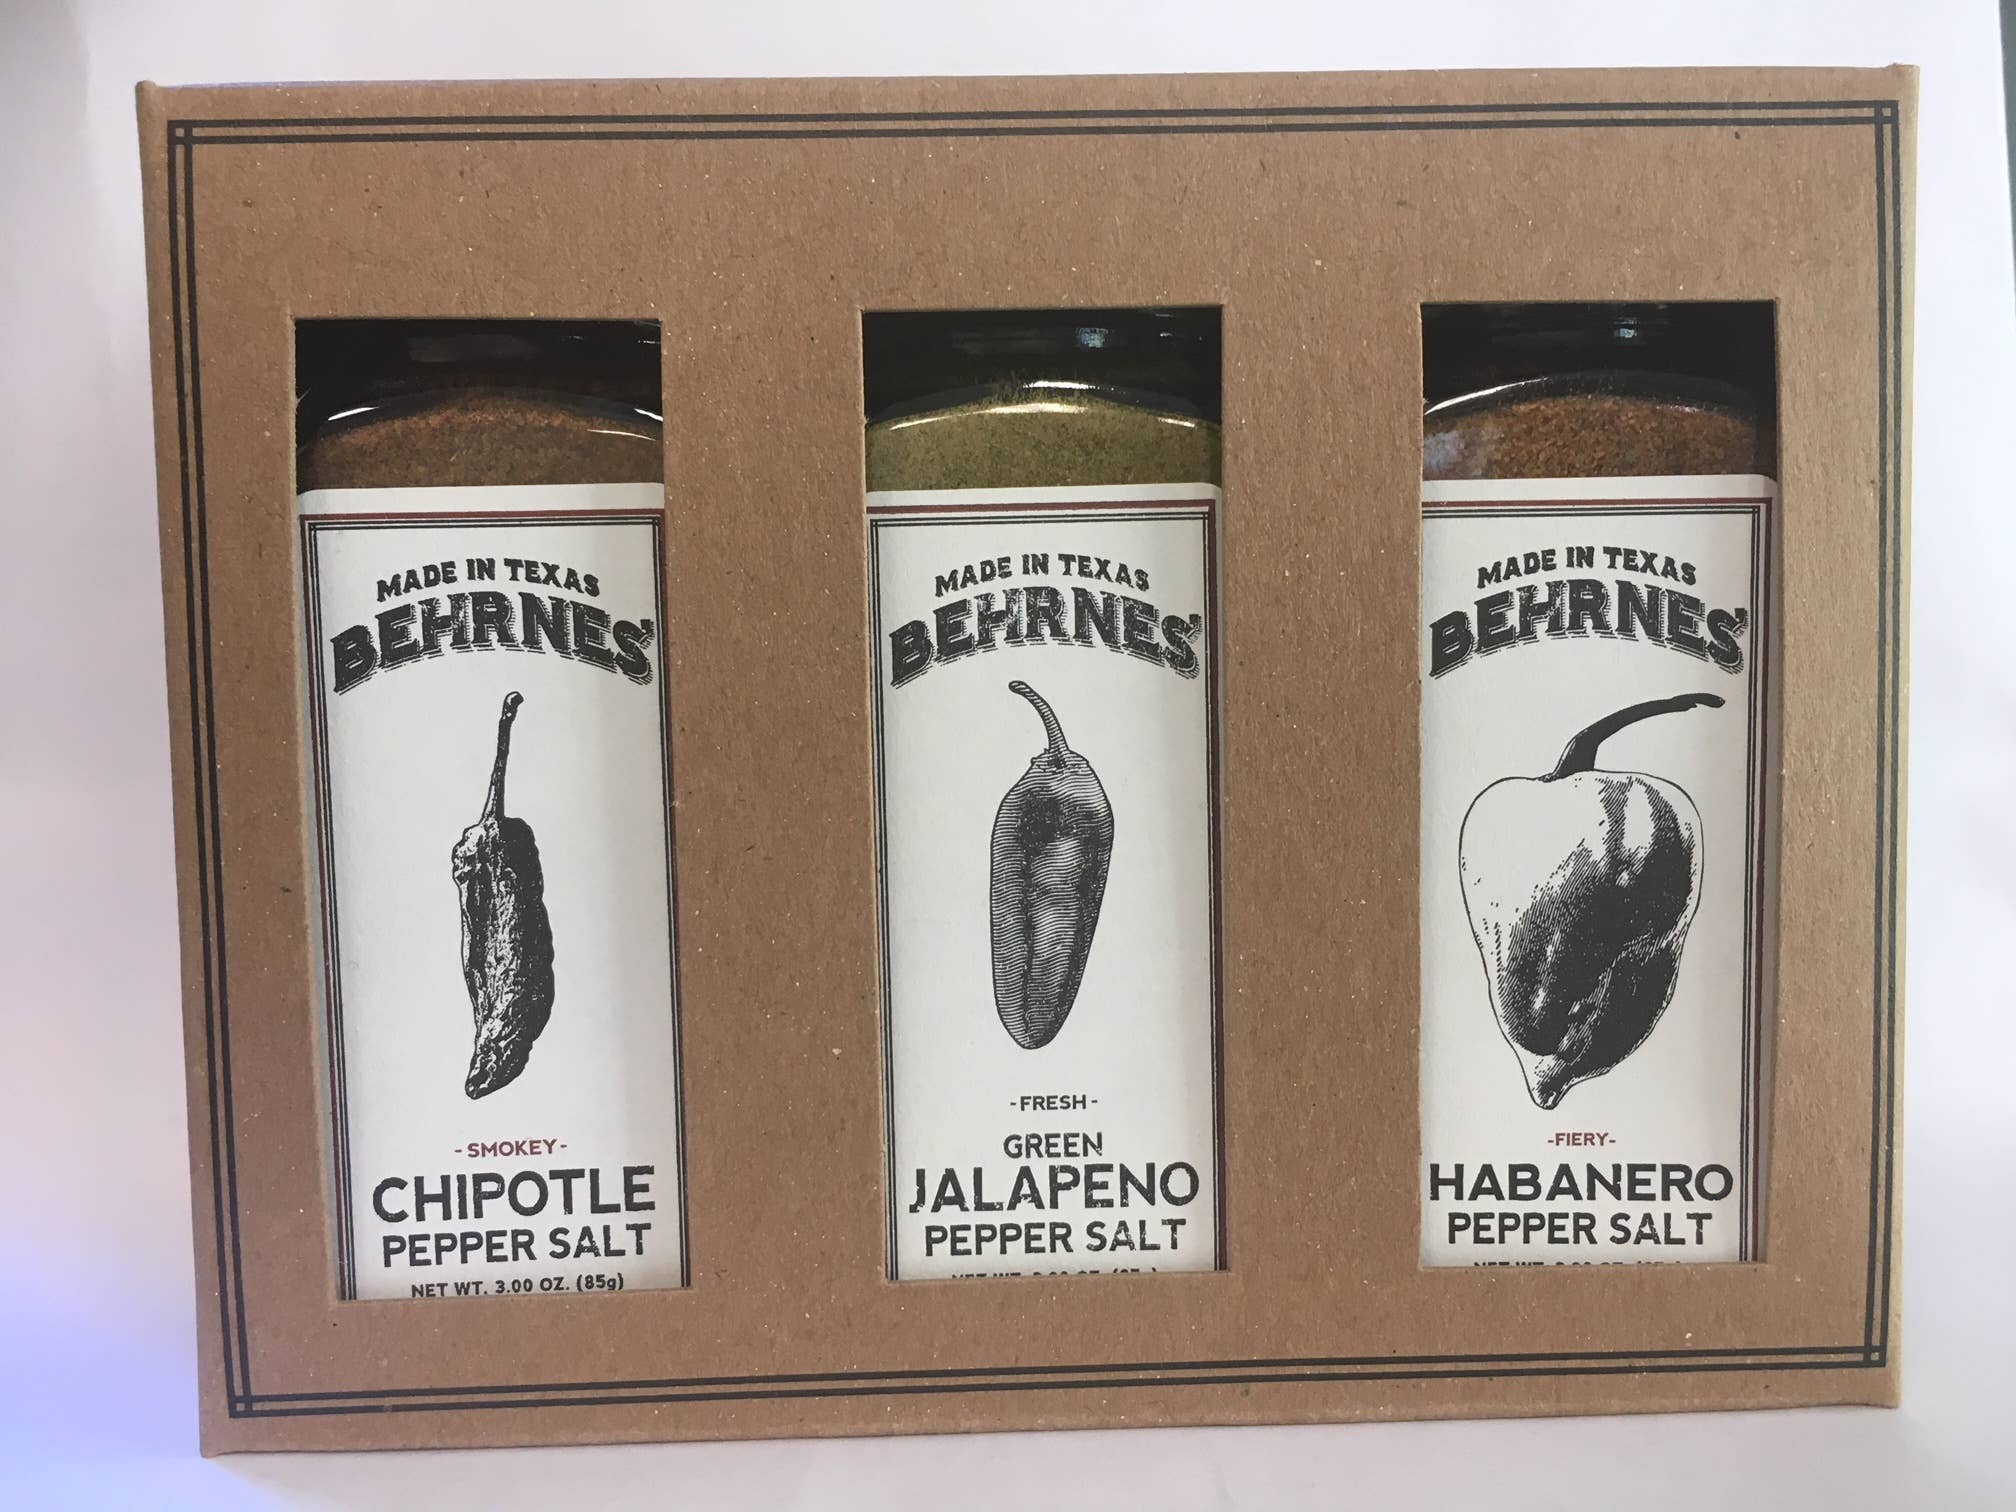 MADE IN TEXAS
BEHRNES'
- SMOKEY -
CHIPOTLE
PEPPER SALT
NET WT. 3.00 OZ. (85g)
MADE IN TEXAS
BEHRNES'
- FRESH -
GREEN
JALAPENO
PEPPER SALT
MADE IN TEXAS
BEHRNES'
-FIERY-
HABANERO
PEPPER SALT